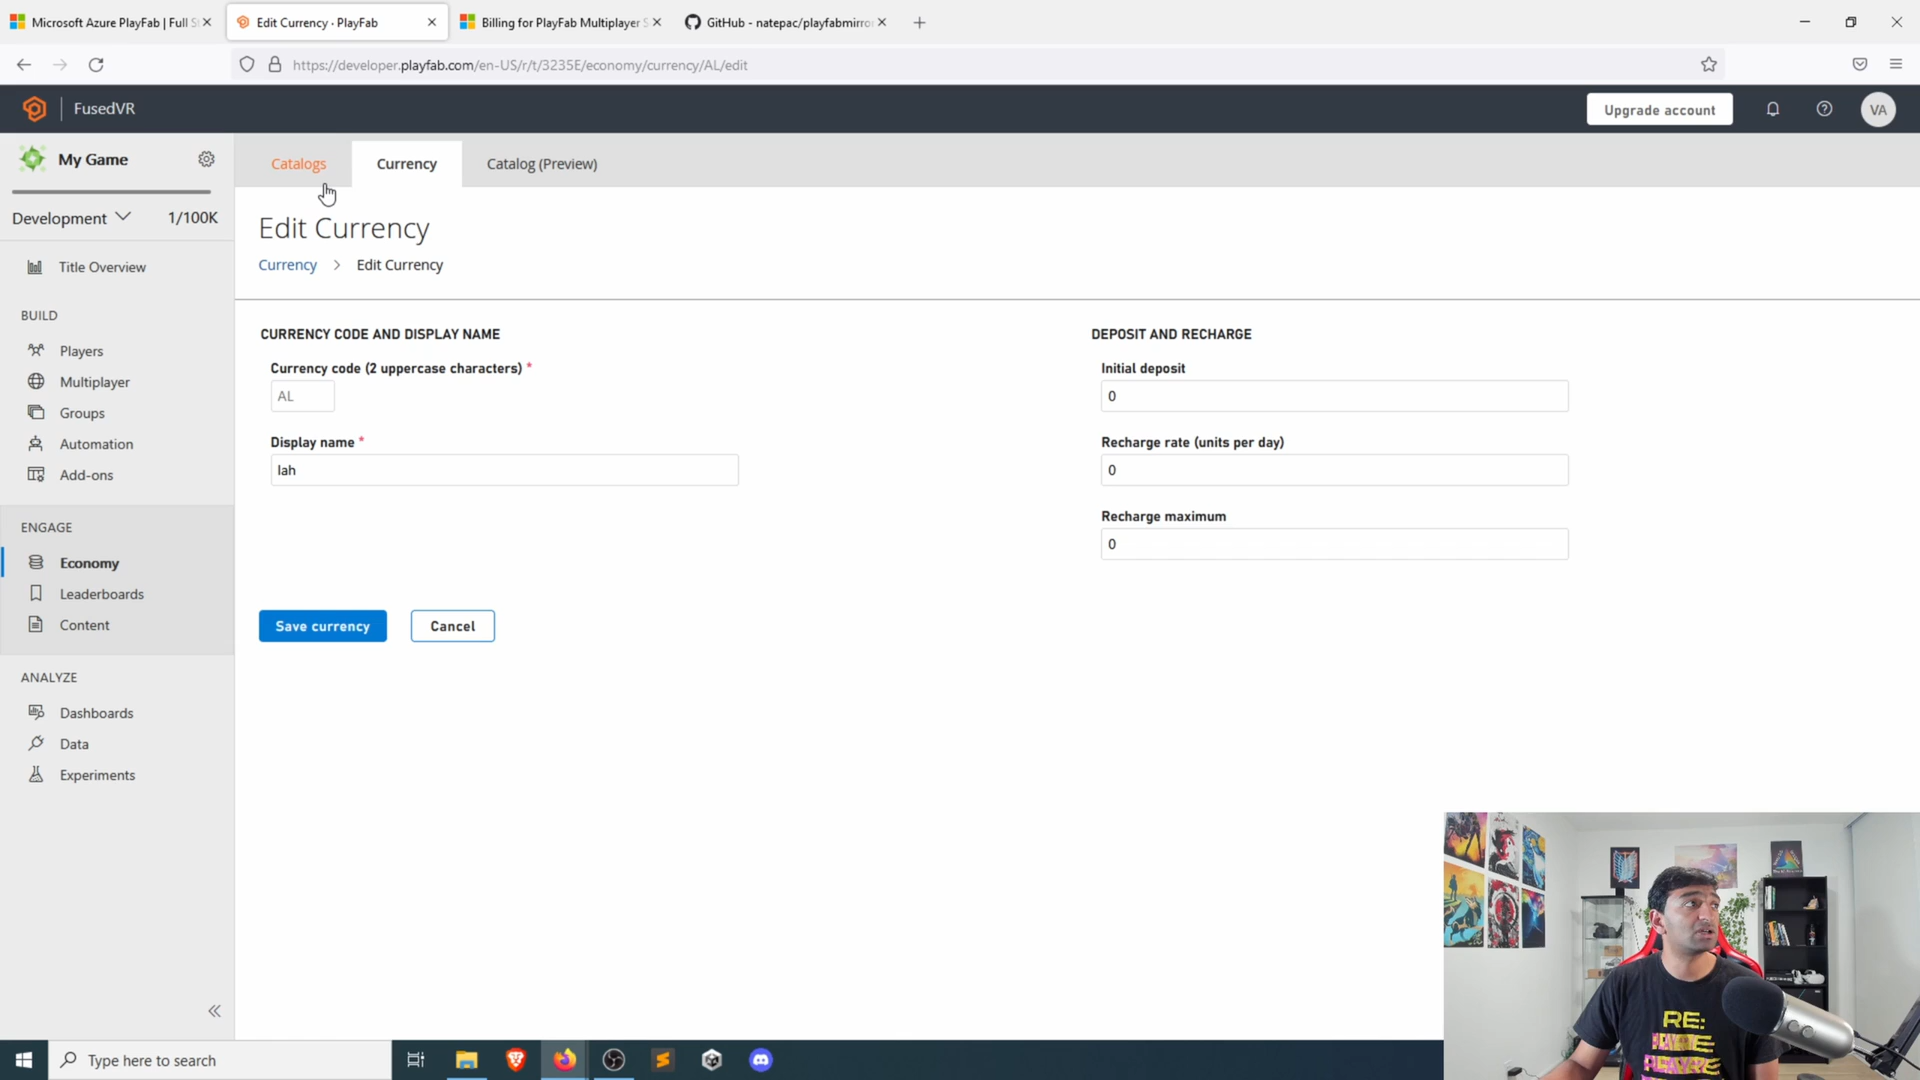 Microsoft Azure PlayFab | Full S
Edit Currency · PlayFab
Billing for PlayFab Multiplayer S
GitHub - natepac/playfabmirror
https://developer.playfab.com/en-US/r/t/3235E/economy/currency/AL/edit
FusedVR
Upgrade account
VA
My Game
Catalogs
Currency
Catalog (Preview)
Development
1/100K
Edit Currency
Currency > Edit Currency
Title Overview
BUILD
Players
Multiplayer
Groups
Automation
Add-ons
ENGAGE
Economy
Leaderboards
Content
ANALYZE
Dashboards
Data
Experiments
CURRENCY CODE AND DISPLAY NAME
Currency code (2 uppercase characters) *
AL
Display name *
lah
DEPOSIT AND RECHARGE
Initial deposit
0
Recharge rate (units per day)
0
Recharge maximum
0
Save currency
Cancel
Type here to search
RE: